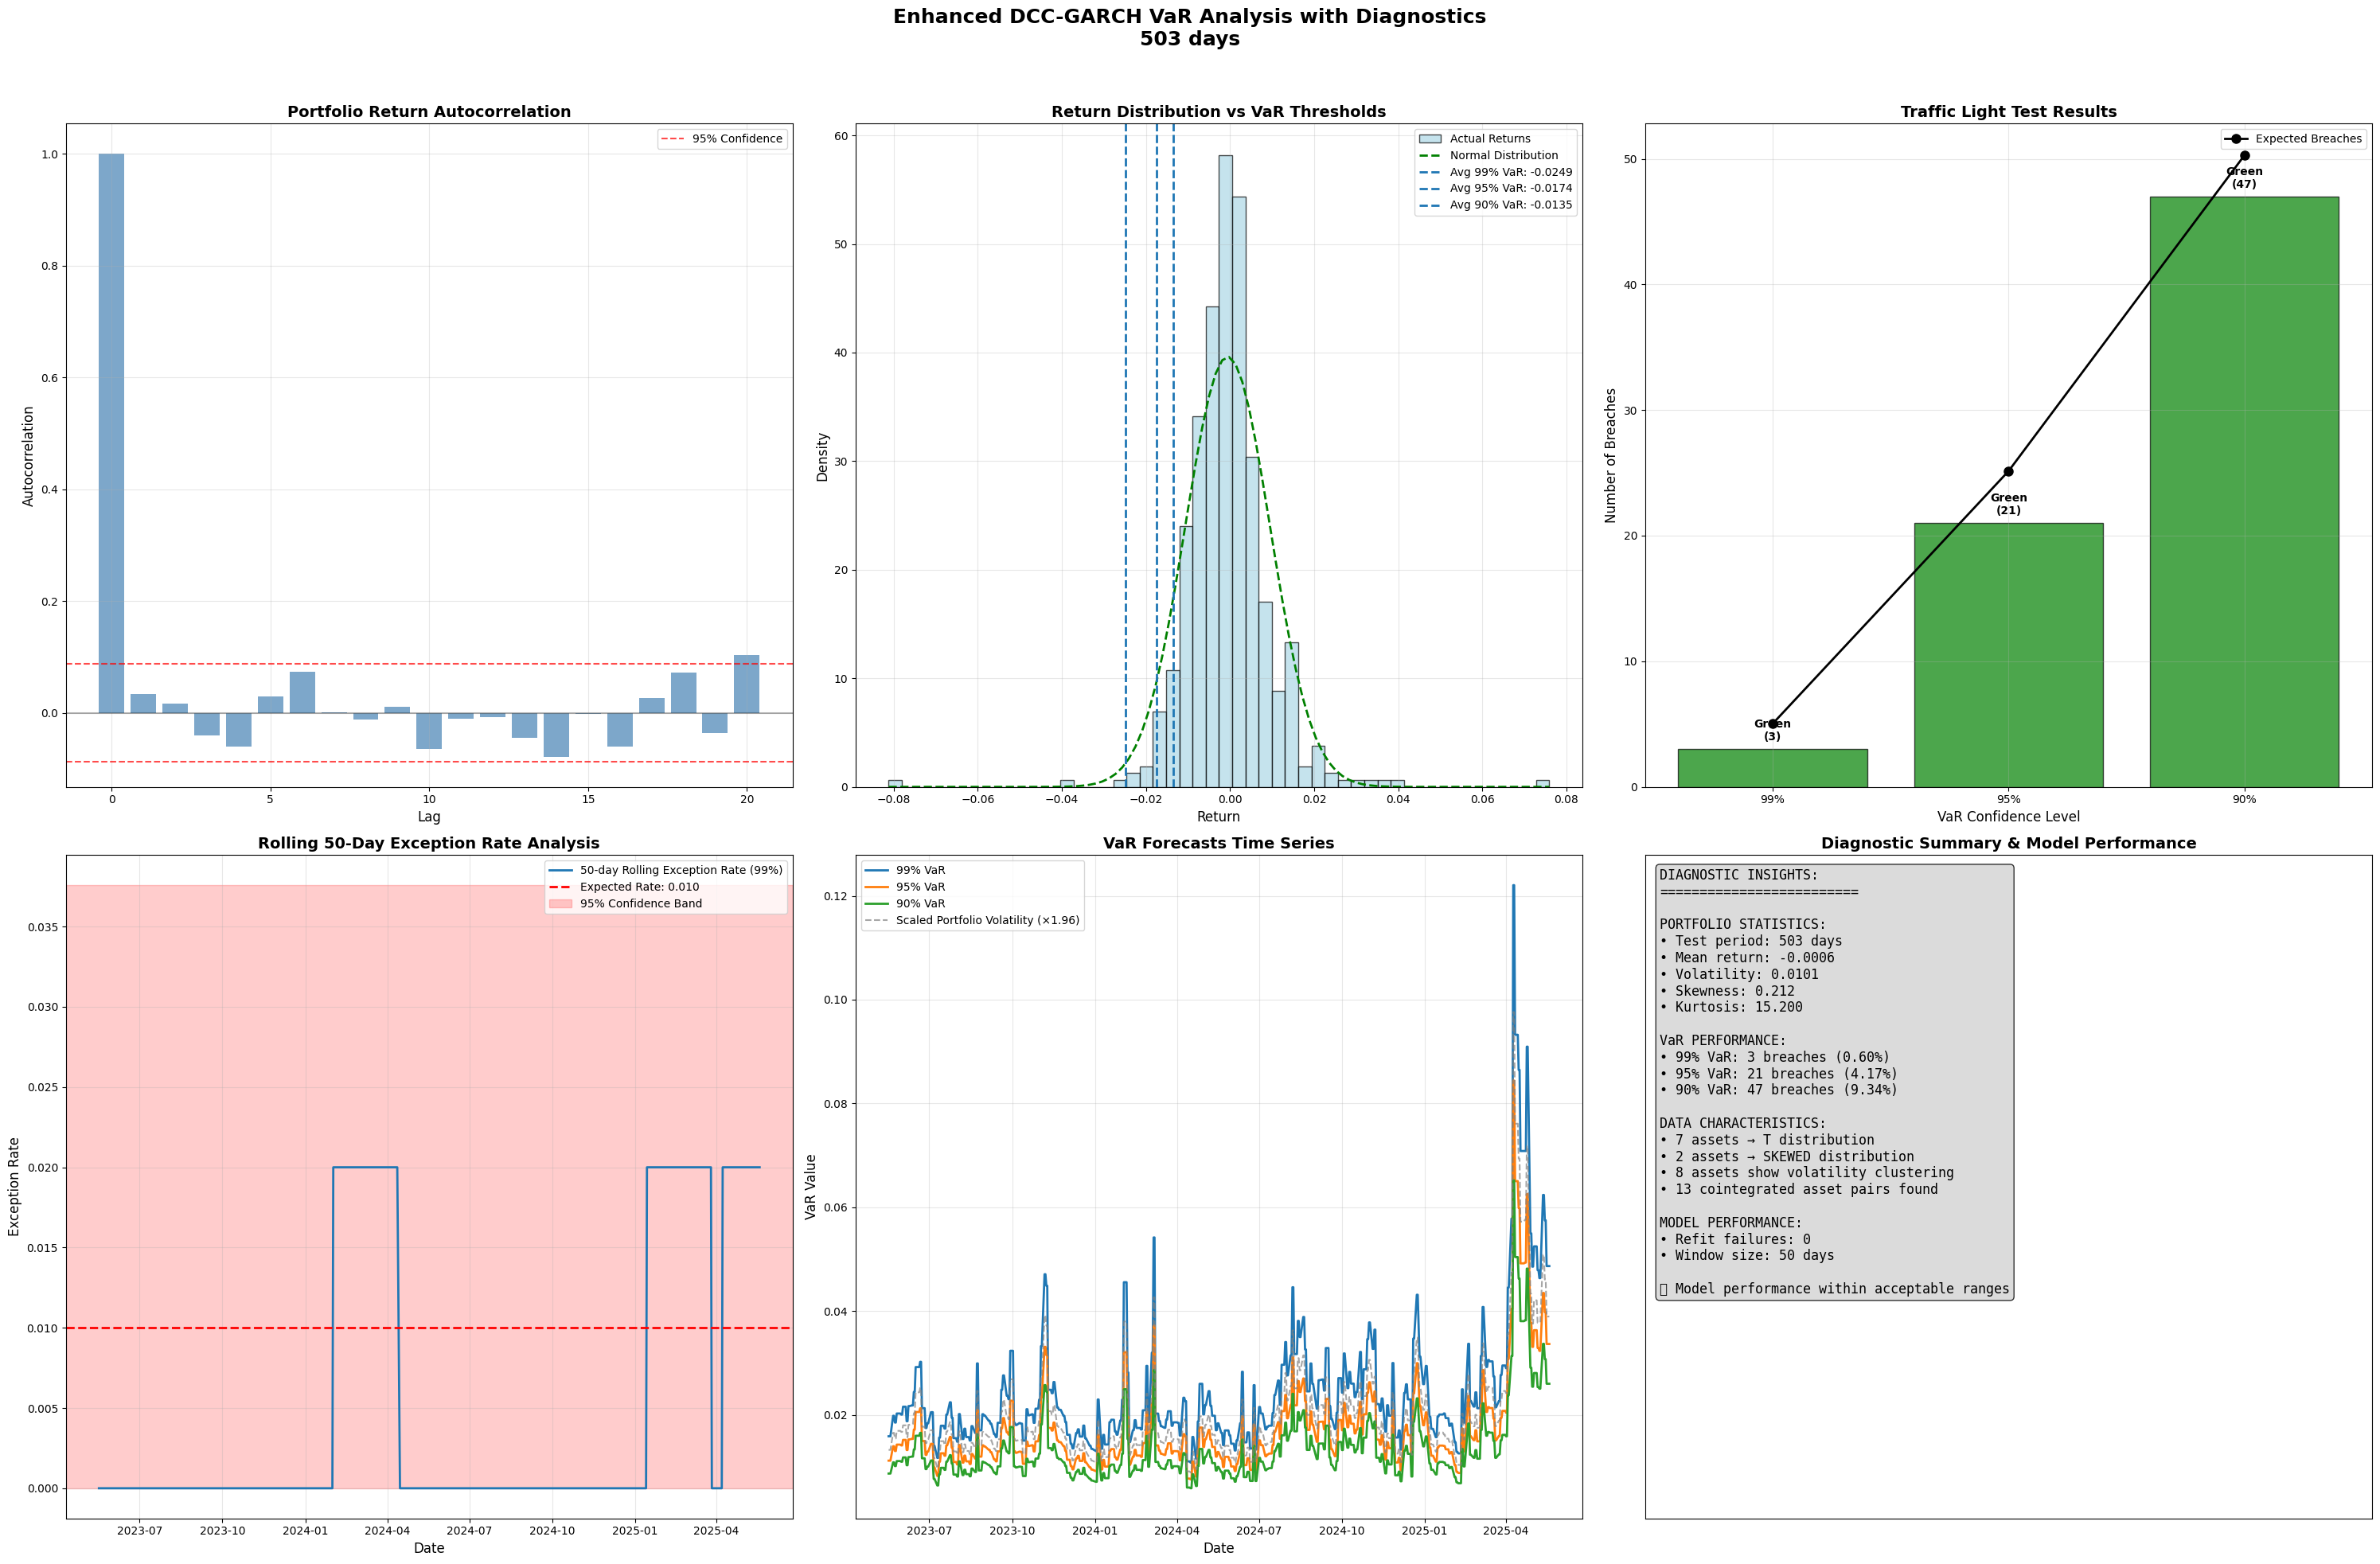 Enhanced DCC-GARCH VaR Analysis with Diagnostics
503 days
Portfolio Return Autocorrelation
95% Confidence
1.0
0.8
0.6
0.4
0.2
0.0
Autocorrelation
0
5
10
15
20
Lag
Return Distribution vs VaR Thresholds
Actual Returns
Normal Distribution
Avg 99% VaR: -0.0249
Avg 95% VaR: -0.0174
Avg 90% VaR: -0.0135
60
50
40
30
20
10
0
Density
−0.08
−0.06
−0.04
−0.02
0.00
0.02
0.04
0.06
0.08
Return
Traffic Light Test Results
Expected Breaches
50
40
30
20
10
0
Number of Breaches
Green
(3)
Green
(21)
Green
(47)
99%
95%
90%
VaR Confidence Level
Rolling 50-Day Exception Rate Analysis
50-day Rolling Exception Rate (99%)
Expected Rate: 0.010
95% Confidence Band
0.035
0.030
0.025
0.020
0.015
0.010
0.005
0.000
Exception Rate
2023-07
2023-10
2024-01
2024-04
2024-07
2024-10
2025-01
2025-04
Date
VaR Forecasts Time Series
99% VaR
95% VaR
90% VaR
Scaled Portfolio Volatility (×1.96)
0.12
0.10
0.08
0.06
0.04
0.02
VaR Value
2023-07
2023-10
2024-01
2024-04
2024-07
2024-10
2025-01
2025-04
Date
Diagnostic Summary & Model Performance
DIAGNOSTIC INSIGHTS:
=========================
PORTFOLIO STATISTICS:
• Test period: 503 days
• Mean return: -0.0006
• Volatility: 0.0101
• Skewness: 0.212
• Kurtosis: 15.200
VaR PERFORMANCE:
• 99% VaR: 3 breaches (0.60%)
• 95% VaR: 21 breaches (4.17%)
• 90% VaR: 47 breaches (9.34%)
DATA CHARACTERISTICS:
• 7 assets → T distribution
• 2 assets → SKEWED distribution
• 8 assets show volatility clustering
• 13 cointegrated asset pairs found
MODEL PERFORMANCE:
• Refit failures: 0
• Window size: 50 days
Model performance within acceptable ranges